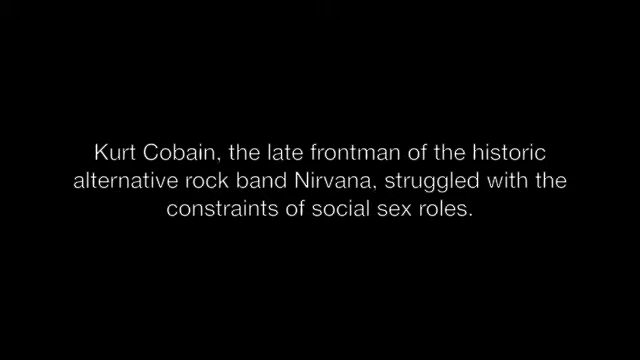 Kurt Cobain, the late frontman of the historic
alternative rock band Nirvana, struggled with the
constraints of social sex roles.